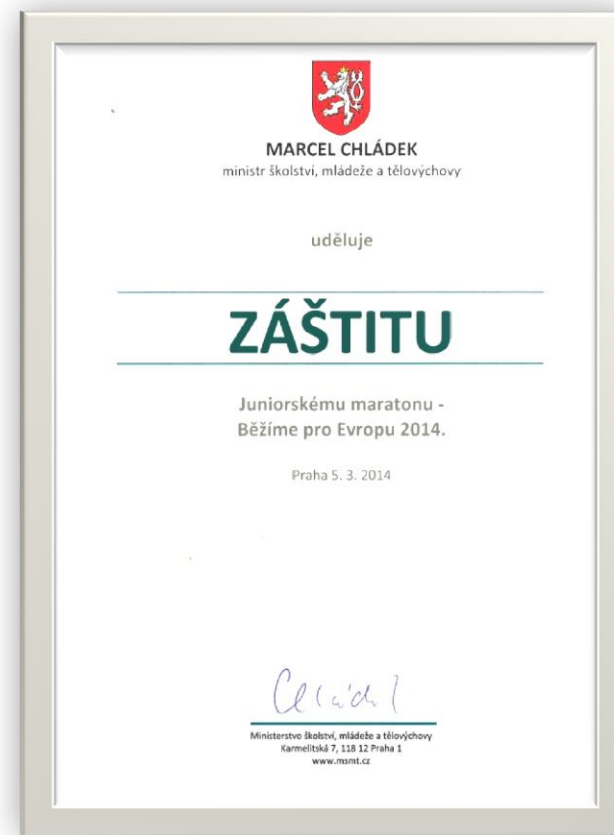 MARCEL CHLÁDEK
ministr školství, mládeže a tělovýchovy
uděluje
ZÁŠTITU
Juniorskému maratonu -
Běžíme pro Evropu 2014.
Praha 5. 3. 2014
Chládek
Ministerstvo školství, mládeže a tělovýchovy
Karmelitská 7, 118 12 Praha 1
www.msmt.cz